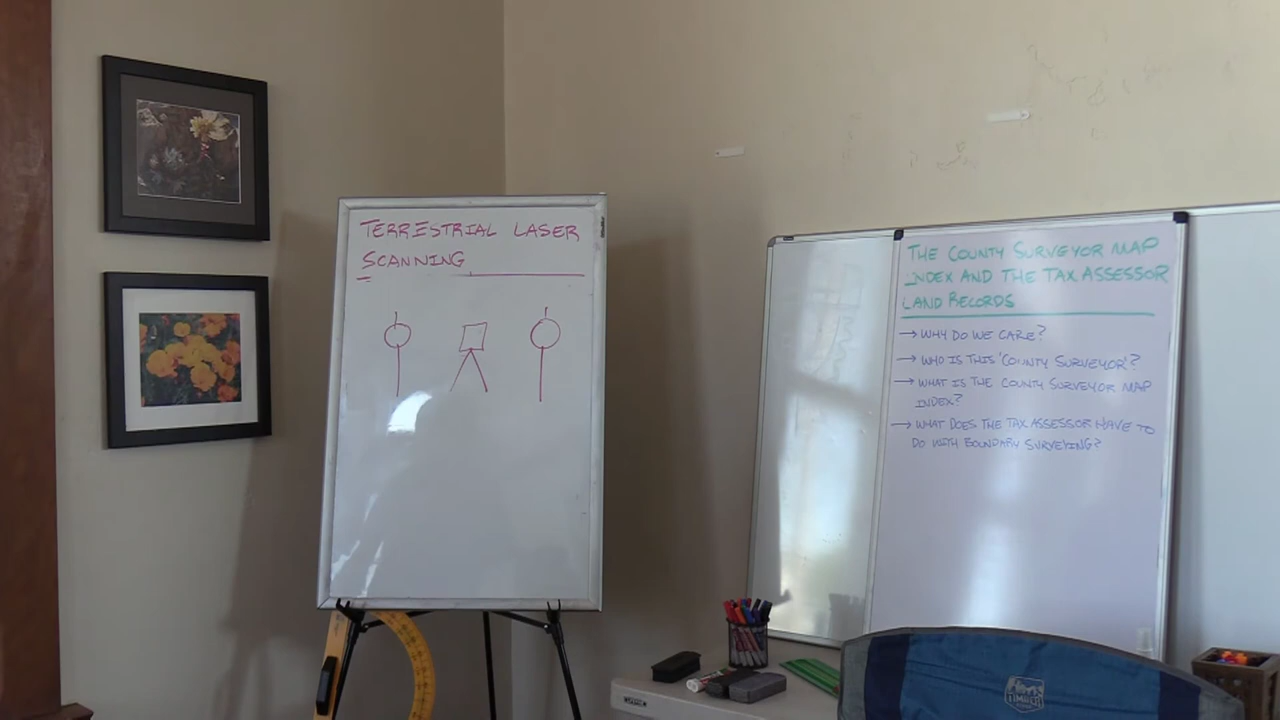 TERRESTRIAL LASER
SCANNING
THE COUNTY SURVEYOR MAP
INDEX AND THE TAX ASSESSOR
LAND RECORDS
→ WHY DO WE CARE?
→ WHO IS THIS 'COUNTY SURVEYOR'?
→ WHAT IS THE COUNTY SURVEYOR MAP
INDEX?
→ WHAT DOES THE TAX ASSESSOR HAVE TO
DO WITH BOUNDARY SURVEYING?
TIMBER